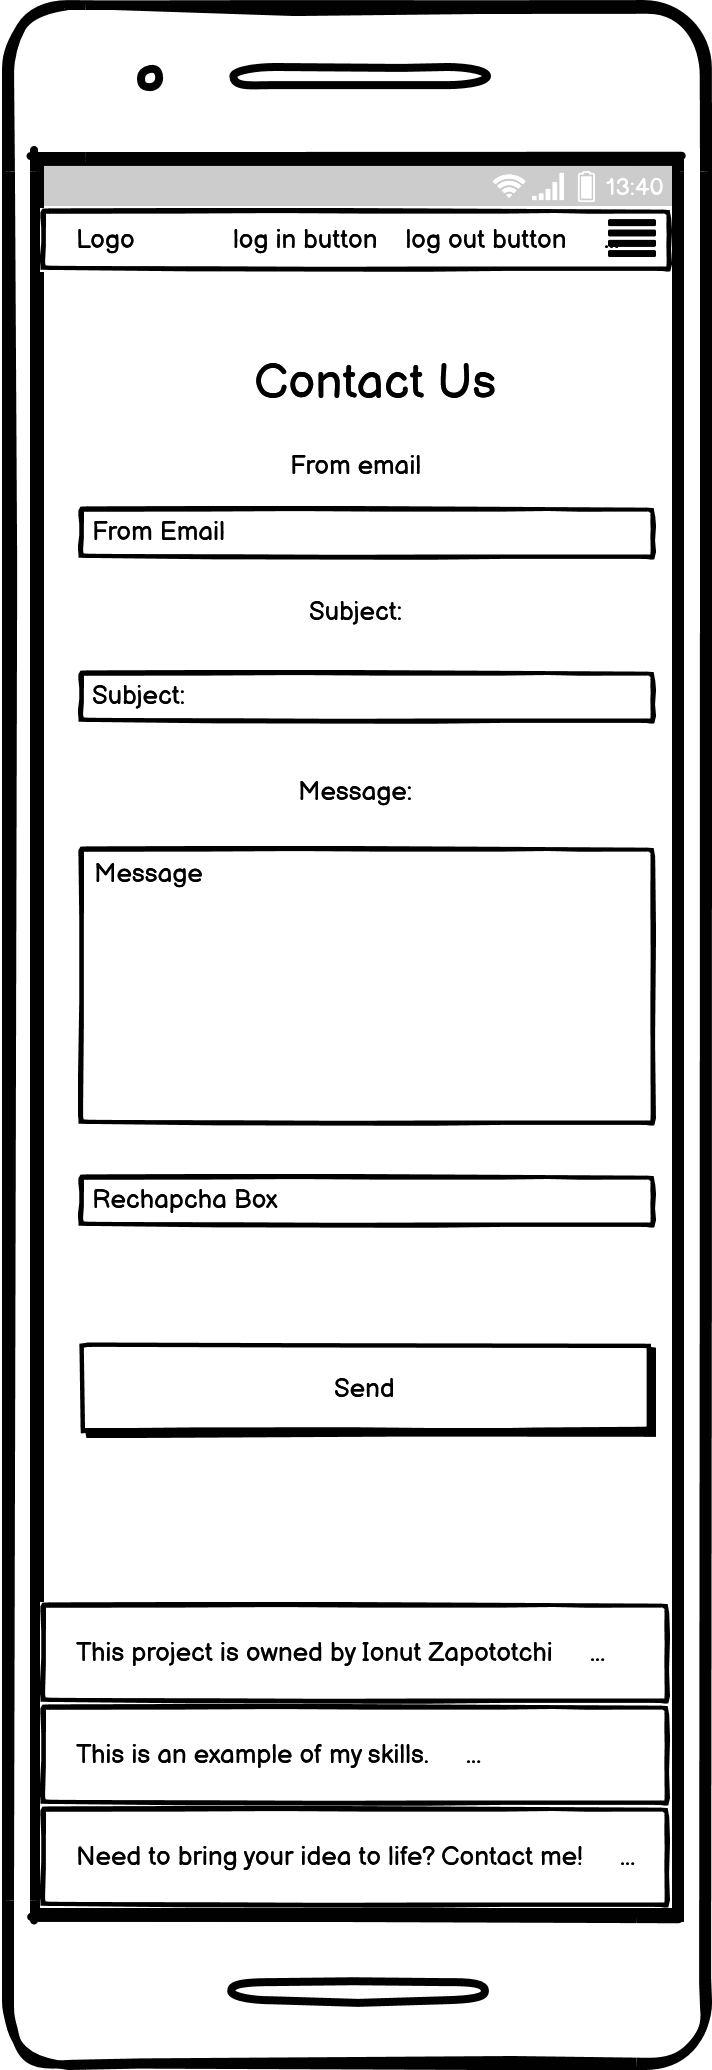 13:40
Logo log in button log out button ...
Contact Us
From email
From Email
Subject:
Subject:
Message:
Message
Rechapcha Box
Send
This project is owned by Ionut Zapototchi ...
This is an example of my skills. ...
Need to bring your idea to life? Contact me! ...